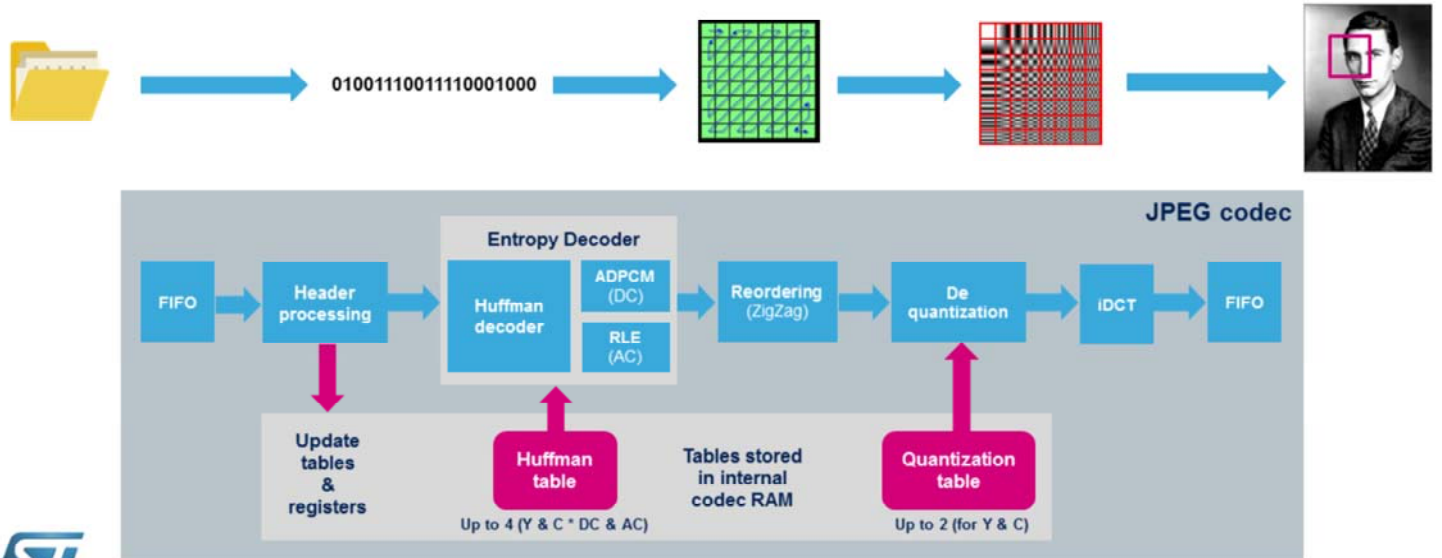 01001110011110001000
JPEG codec
Entropy Decoder
FIFO
Header
processing
Huffman
decoder
ADPCM
(DC)
RLE
(AC)
Reordering
(ZigZag)
De
quantization
iDCT
FIFO
Update
tables
&
registers
Huffman
table
Up to 4 (Y & C * DC & AC)
Tables stored
in internal
codec RAM
Quantization
table
Up to 2 (for Y & C)
ST